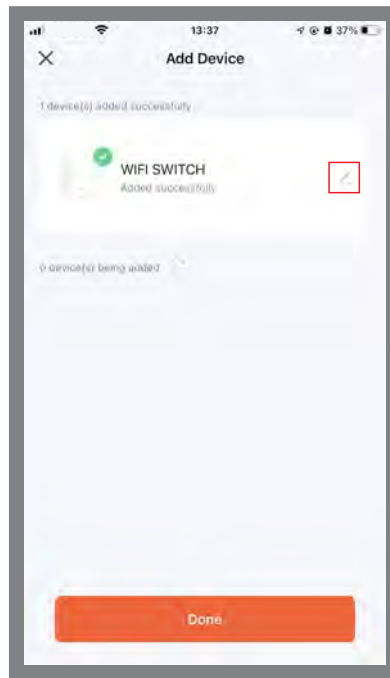 13:37
37%
Add Device
1 device(s) added successfully
WIFI SWITCH
Added successfully
0 device(s) being added
Done